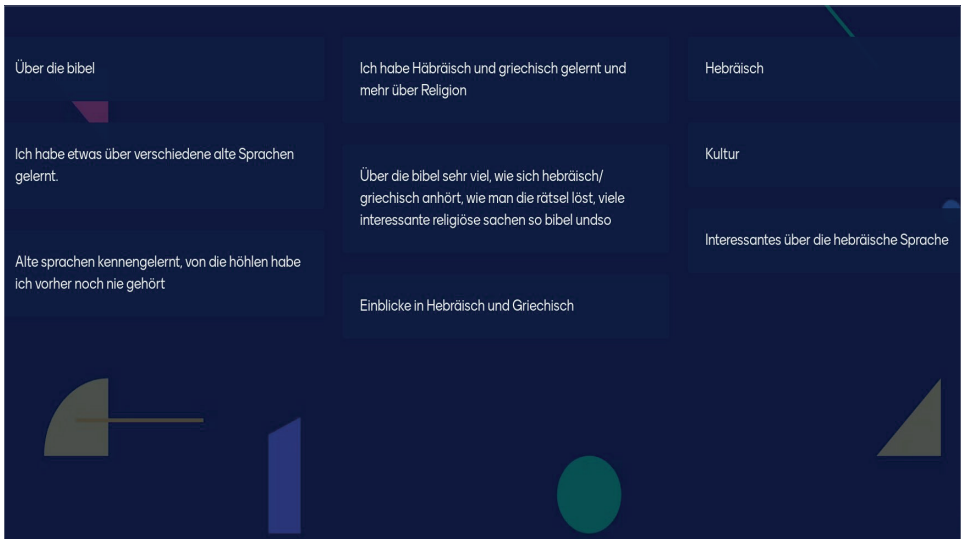 Über die bibel
Ich habe etwas über verschiedene alte Sprachen
gelernt.
Alte sprachen kennengelernt, von die höhlen habe
ich vorher noch nie gehört
Ich habe Häbräisch und griechisch gelernt und
mehr über Religion
Über die bibel sehr viel, wie sich hebräisch/
griechisch anhört, wie man die rätsel löst, viele
interessante religiöse sachen so bibel undso
Einblicke in Hebräisch und Griechisch
Hebräisch
Kultur
Interessantes über die hebräische Sprache